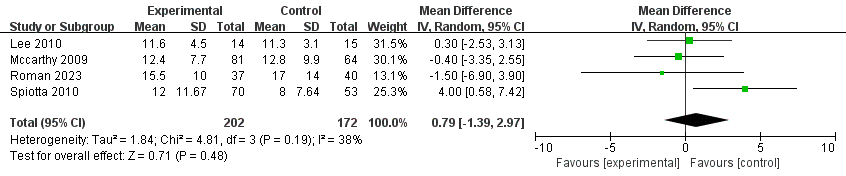 Experimental Control Mean Difference Mean Difference
Study or Subgroup Mean SD Total Mean SD Total Weight IV, Random, 95% CI IV, Random, 95% CI
Lee 2010 11.6 4.5 14 11.3 3.1 15 31.5% 0.30 [-2.53, 3.13]
Mccarthy 2009 12.4 7.7 81 12.8 9.9 64 30.1% -0.40 [-3.35, 2.55]
Roman 2023 15.5 10 37 17 14 40 13.0% -1.50 [-6.90, 3.90]
Spiotta 2010 12 11.67 70 8 7.64 53 25.3% 4.00 [0.58, 7.42]
Total (95% CI) 202 172 100.0% 0.79 [-1.39, 2.97]
Heterogeneity: Tau² = 1.84; Chi² = 4.81, df = 3 (P = 0.19); I² = 38%
Test for overall effect: Z = 0.71 (P = 0.48)
-10 -5 0 5 10
Favours [experimental] Favours [control]